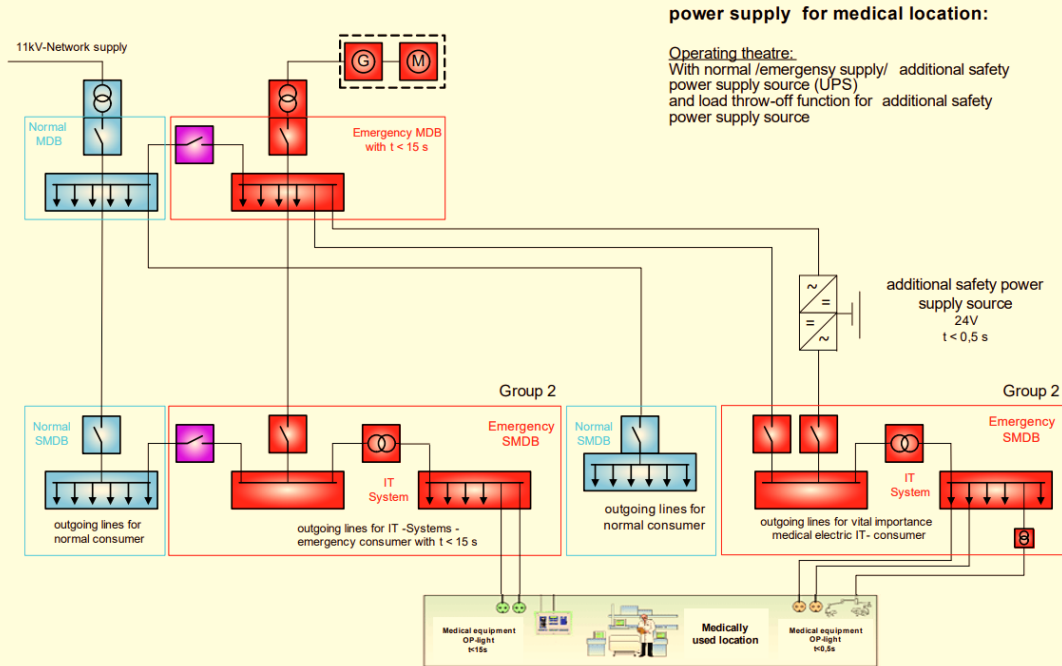 power supply for medical location:
Operating theatre:
With normal /emergensy supply/ additional safety
power supply source (UPS)
and load throw-off function for additional safety
power supply source
11kV-Network supply
G
M
Normal
MDB
Emergency MDB
with t < 15 s
~
=
=
~
additional safety power
supply source
24V
t < 0,5 s
Group 2
Group 2
Normal
SMDB
Emergency
SMDB
IT
System
Normal
SMDB
Emergency
SMDB
IT
System
outgoing lines for
normal consumer
outgoing lines for IT -Systems -
emergency consumer with t < 15 s
outgoing lines for
normal consumer
outgoing lines for vital importance
medical electric IT- consumer
Medical equipment
OP-light
t<15s
Medically
used location
Medical equipment
OP-light
t<0,5s